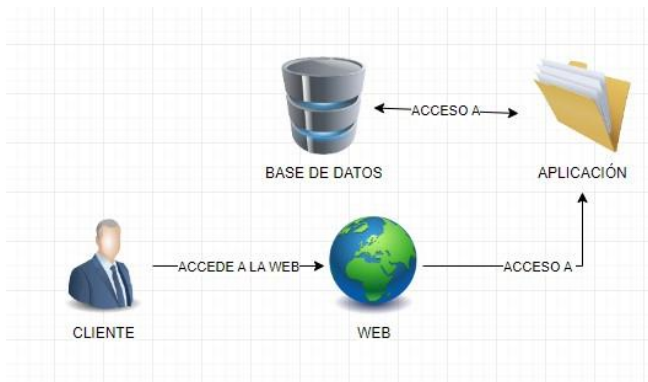 ACCESO A
BASE DE DATOS
APLICACIÓN
ACCEDE A LA WEB
ACCESO A
CLIENTE
WEB